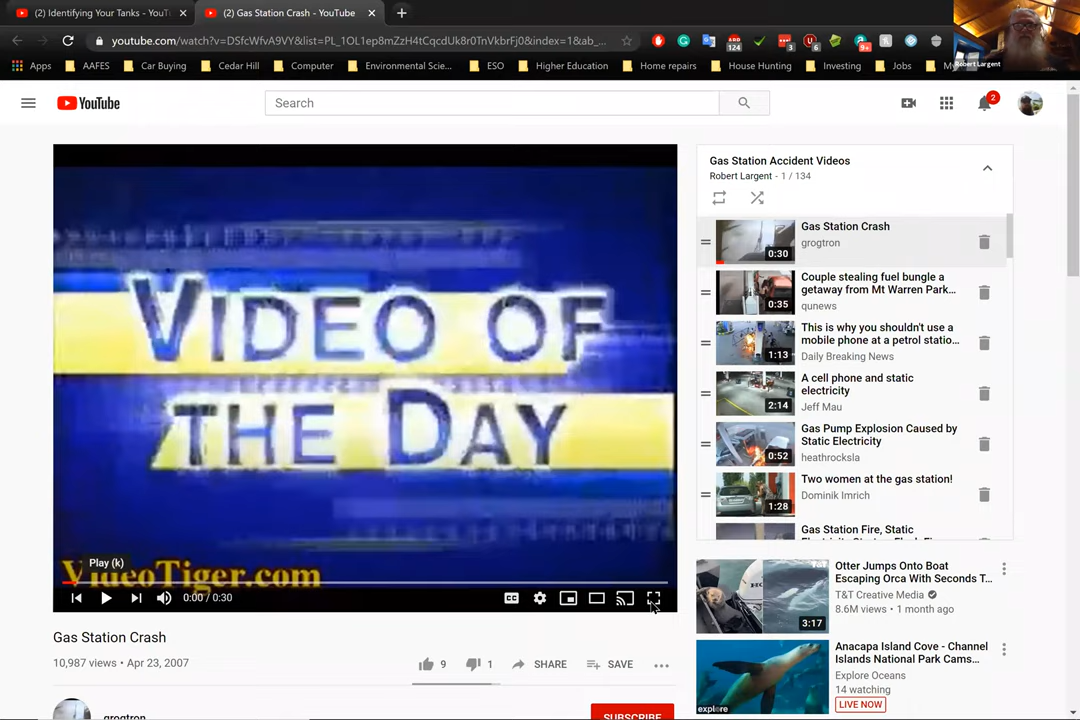 (2) Identifying Your Tanks - YouT
(2) Gas Station Crash - YouTube
youtube.com/watch?v=DSfcWfvA9VY&list=PL_1OL1ep8mZzH4tCqcdUk8r0TnVkbrFj0&index=1&ab_...
124
3
6
9+
Apps
AAFES
Car Buying
Cedar Hill
Computer
Environmental Scie...
ESO
Higher Education
Home repairs
House Hunting
Investing
Jobs
Robert Largent
YouTube
Search
2
VIDEO OF
THE DAY
VideoTiger.com
Play (k)
0:00 / 0:30
Gas Station Crash
10,987 views • Apr 23, 2007
9
1
SHARE
SAVE
grogtron
SUBSCRIBE
Gas Station Accident Videos
Robert Largent - 1 / 134
Gas Station Crash
grogtron
0:30
Couple stealing fuel bungle a
getaway from Mt Warren Park...
qunews
0:35
This is why you shouldn't use a
mobile phone at a petrol statio...
Daily Breaking News
1:13
A cell phone and static
electricity
Jeff Mau
2:14
Gas Pump Explosion Caused by
Static Electricity
heathrocksla
0:52
Two women at the gas station!
Dominik Imrich
1:28
Gas Station Fire, Static
Otter Jumps Onto Boat
Escaping Orca With Seconds T...
T&T Creative Media
8.6M views • 1 month ago
3:17
Anacapa Island Cove - Channel
Islands National Park Cams...
Explore Oceans
14 watching
LIVE NOW
explore